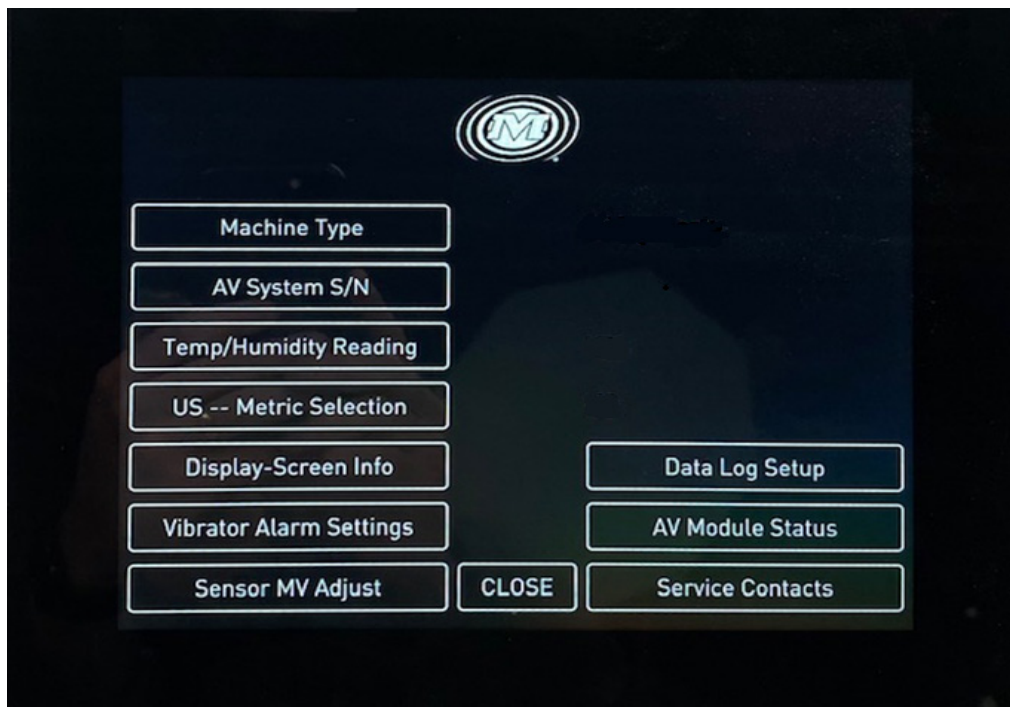 M
Machine Type
AV System S/N
Temp/Humidity Reading
US -- Metric Selection
Display-Screen Info
Data Log Setup
Vibrator Alarm Settings
AV Module Status
Sensor MV Adjust
CLOSE
Service Contacts